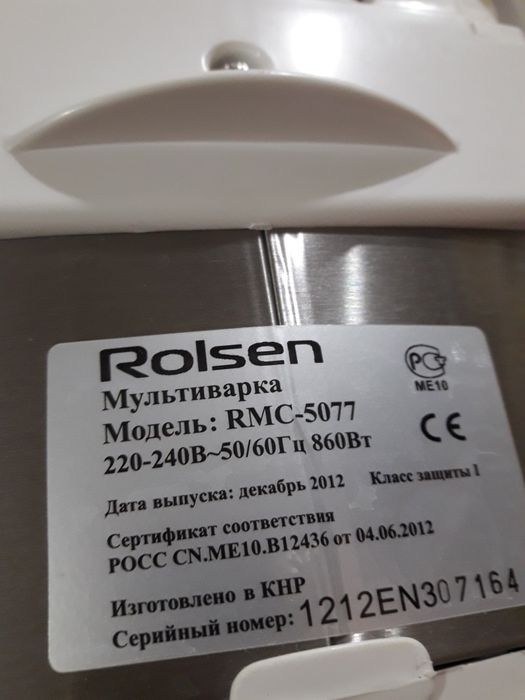 Rolsen
РС
МЕ10
Мультиварка
Модель: RMC-5077
CE
220-240В~50/60Гц 860Вт
Дата выпуска: декабрь 2012 Класс защиты I
Сертификат соответствия
РОСС CN.ME10.B12436 от 04.06.2012
Изготовлено в КНР
Серийный номер: 1212EN307164